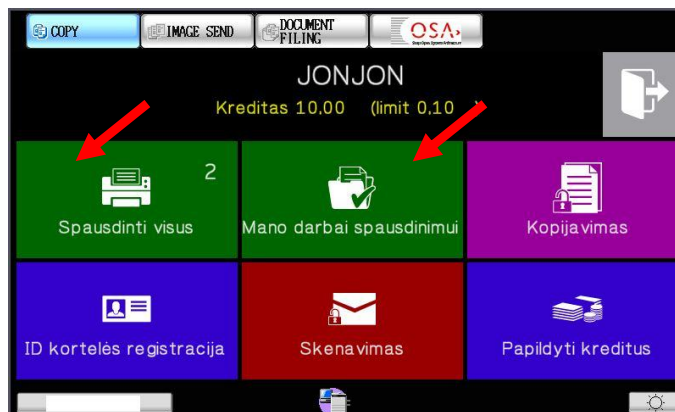 COPY
IMAGE SEND
DOCUMENT
FILING
OSA
JONJON
Kreditas 10,00 (limit 0,10
2
Spausdinti visus
Mano darbai spausdinimui
Kopijavimas
ID kortelės registracija
Skenavimas
Papildyti kreditus